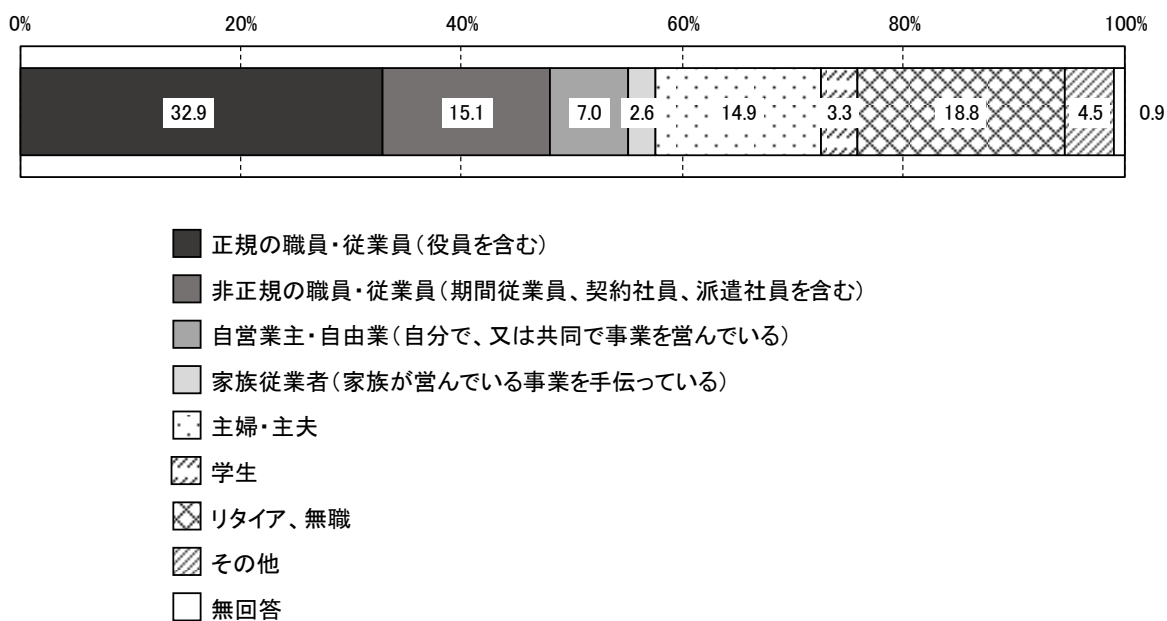 0% 20% 40% 60% 80% 100%
32.9 15.1 7.0 2.6 14.9 3.3 18.8 4.5 0.9
正規の職員・従業員（役員を含む）
非正規の職員・従業員（期間従業員、契約社員、派遣社員を含む）
自営業主・自由業（自分で、又は共同で事業を営んでいる）
家族従業者（家族が営んでいる事業を手伝っている）
主婦・主夫
学生
リタイア、無職
その他
無回答